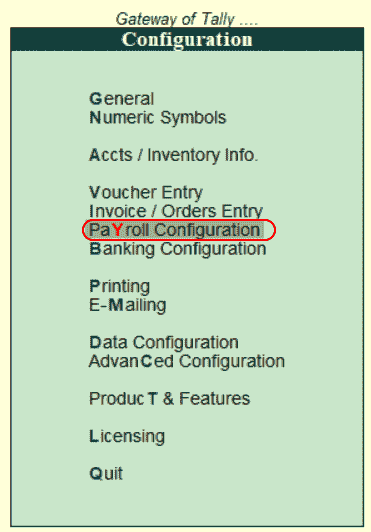 Gateway of Tally ....
Configuration
General
Numeric Symbols
Accts / Inventory Info.
Voucher Entry
Invoice / Orders Entry
PaYroll Configuration
Banking Configuration
Printing
E-Mailing
Data Configuration
AdvanCed Configuration
ProducT & Features
Licensing
Quit